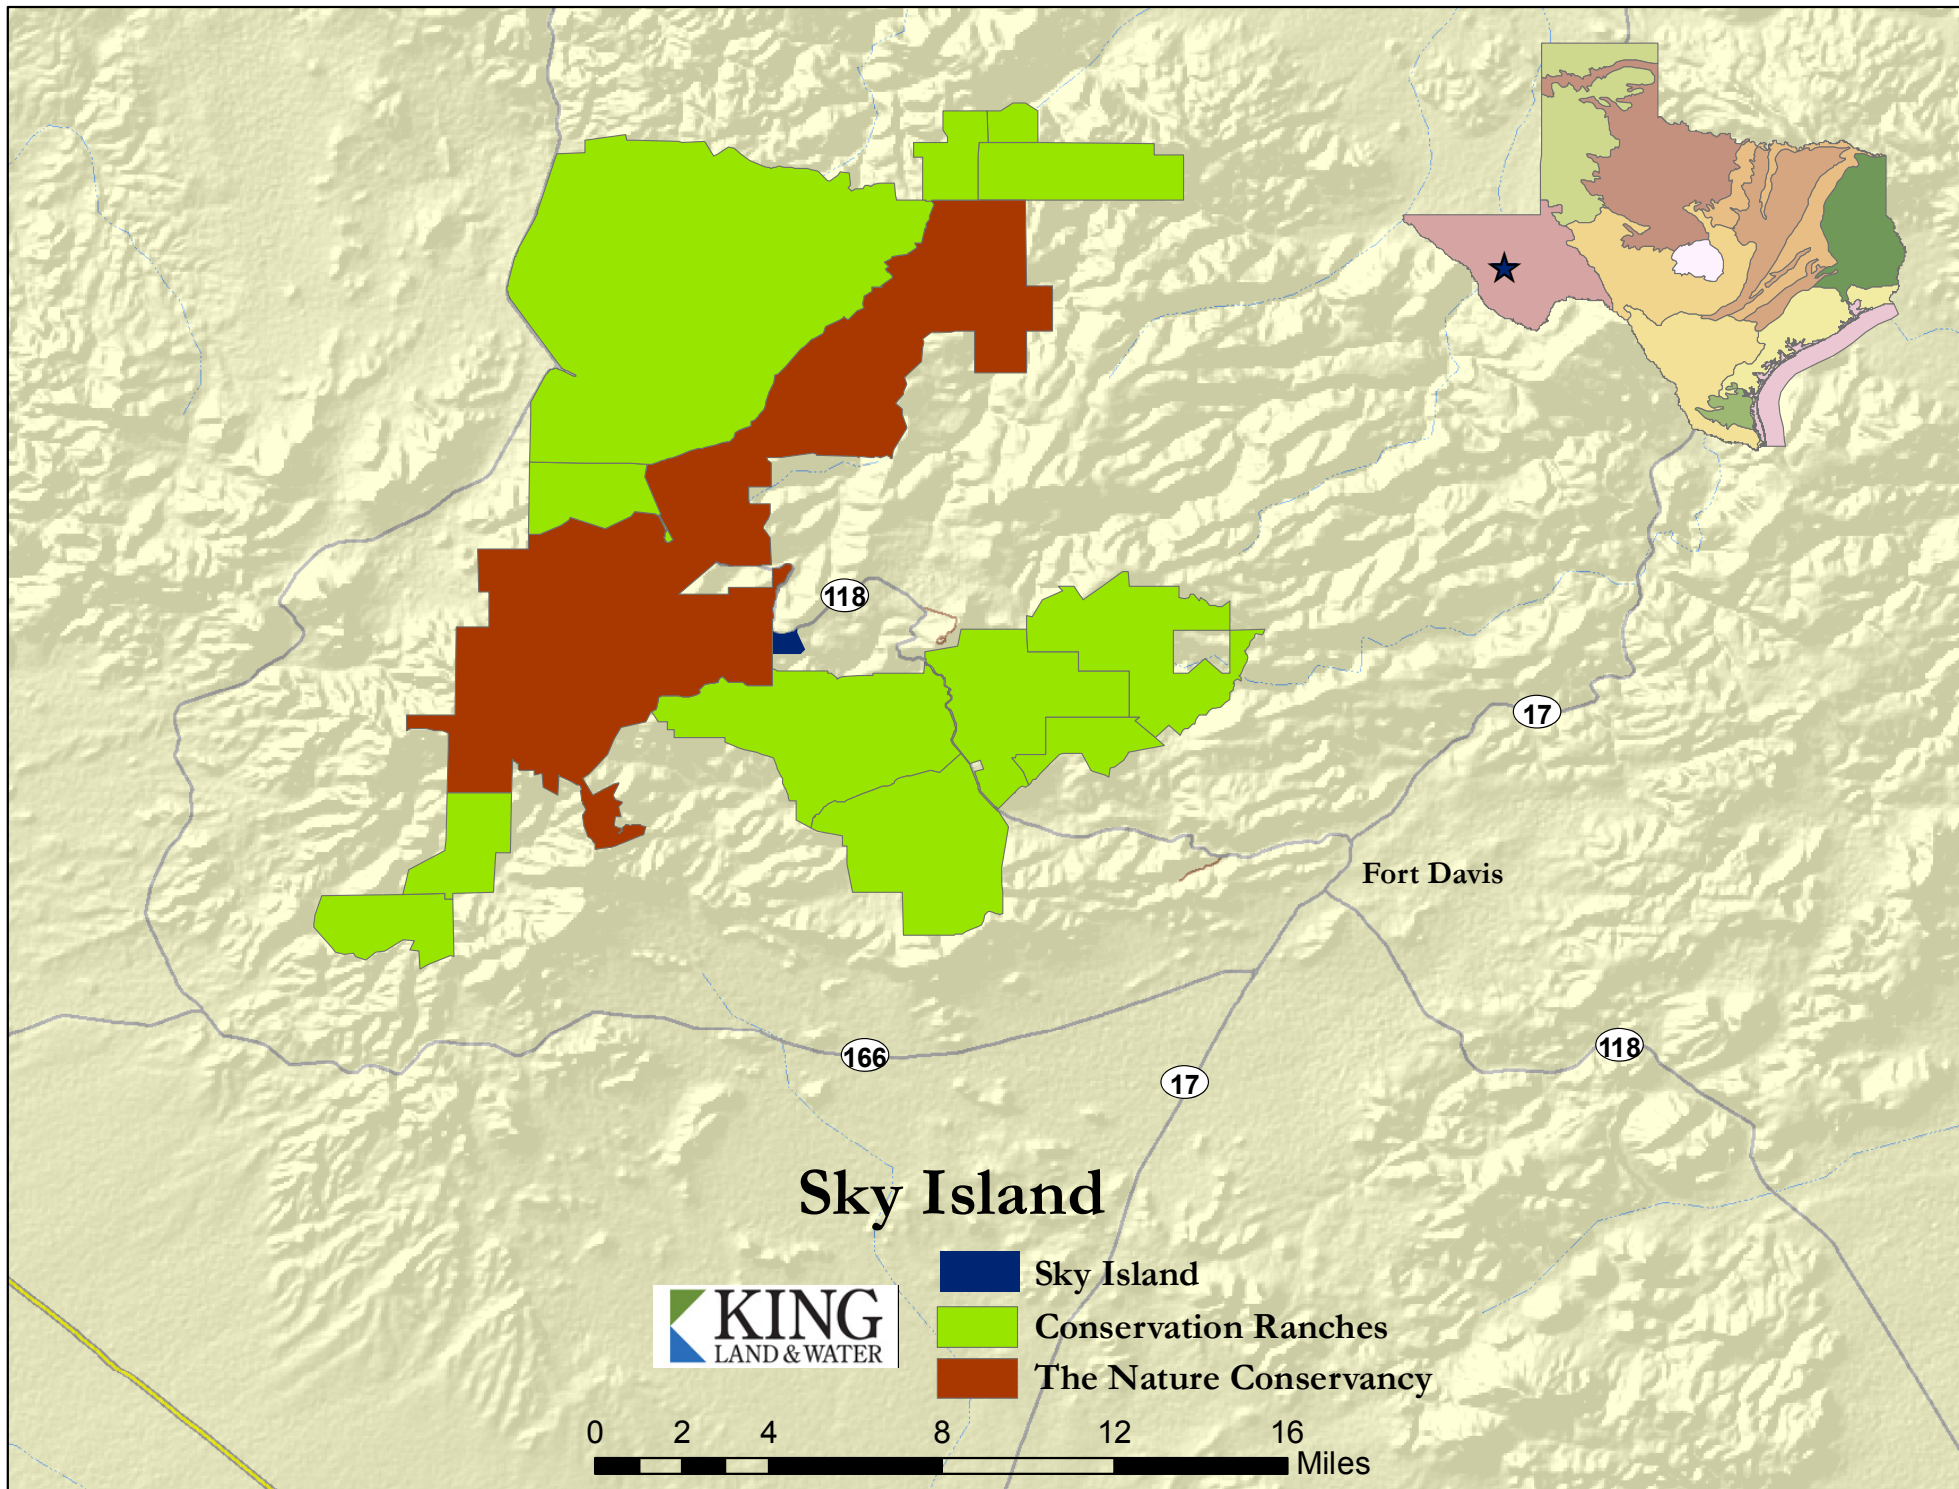 118
17
Fort Davis
166
118
17
Sky Island
Sky Island
KING
LAND & WATER
Conservation Ranches
The Nature Conservancy
0 2 4 8 12 16
Miles